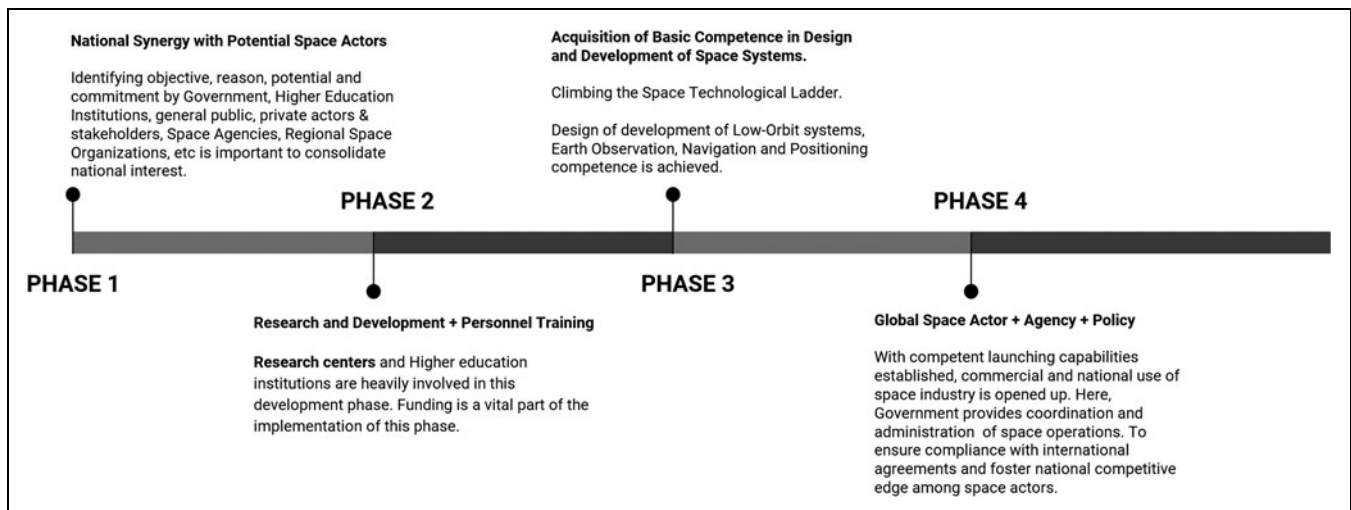 National Synergy with Potential Space Actors
Identifying objective, reason, potential and
commitment by Government, Higher Education
Institutions, general public, private actors &
stakeholders, Space Agencies, Regional Space
Organizations, etc is important to consolidate
national interest.
PHASE 1
PHASE 2
Research and Development + Personnel Training
Research centers and Higher education
institutions are heavily involved in this
development phase. Funding is a vital part of the
implementation of this phase.
Acquisition of Basic Competence in Design
and Development of Space Systems.
Climbing the Space Technological Ladder.
Design of development of Low-Orbit systems,
Earth Observation, Navigation and Positioning
competence is achieved.
PHASE 3
PHASE 4
Global Space Actor + Agency + Policy
With competent launching capabilities
established, commercial and national use of
space industry is opened up. Here,
Government provides coordination and
administration of space operations. To
ensure compliance with international
agreements and foster national competitive
edge among space actors.